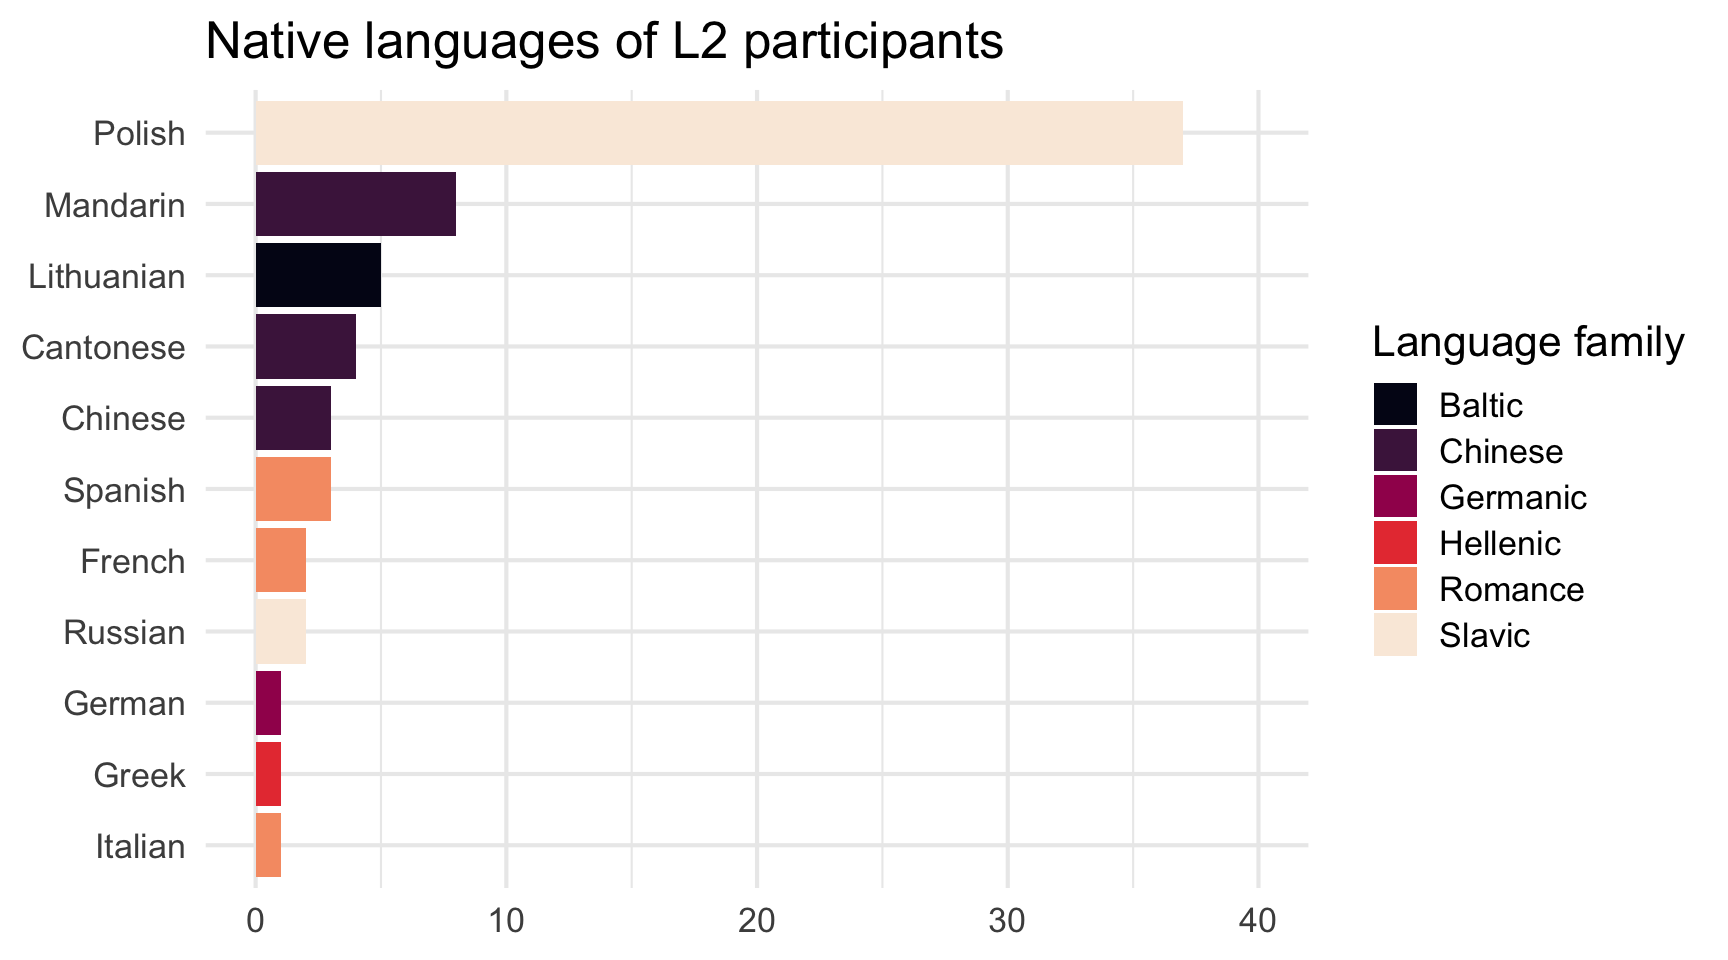 Native languages of L2 participants
Polish
Mandarin
Lithuanian
Cantonese
Chinese
Spanish
French
Russian
German
Greek
Italian
0 10 20 30 40
Language family
Baltic
Chinese
Germanic
Hellenic
Romance
Slavic